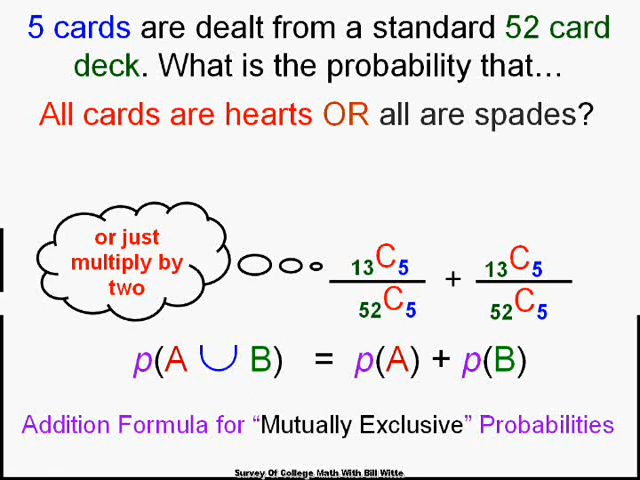 5 cards are dealt from a standard 52 card
deck. What is the probability that...
All cards are hearts OR all are spades?
or just
multiply by
two
13C5 + 13C5
52C5 52C5
p(A ∪ B) = p(A) + p(B)
Addition Formula for “Mutually Exclusive” Probabilities
Survey Of College Math With Bill Witte